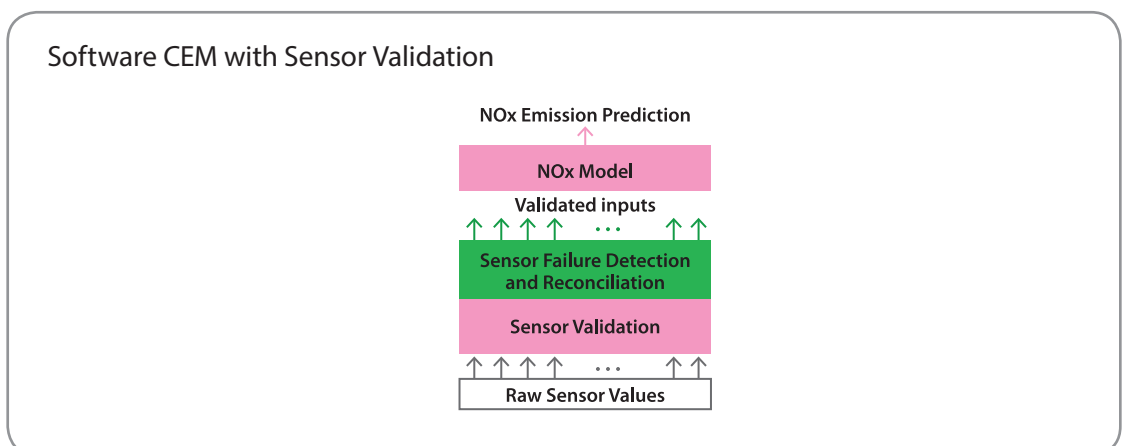 Software CEM with Sensor Validation
NOx Emission Prediction
NOx Model
Validated inputs
...
Sensor Failure Detection
and Reconciliation
Sensor Validation
...
Raw Sensor Values